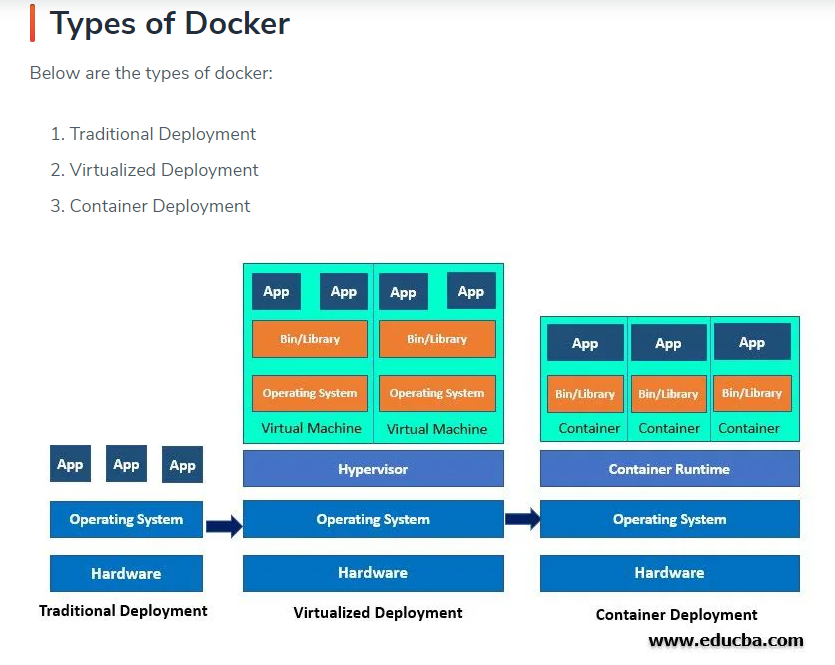 Types of Docker
Below are the types of docker:
1. Traditional Deployment
2. Virtualized Deployment
3. Container Deployment
App App App
Operating System
Hardware
Traditional Deployment
App App App App
Bin/Library Bin/Library
Operating System Operating System
Virtual Machine Virtual Machine
Hypervisor
Operating System
Hardware
Virtualized Deployment
App App App
Bin/Library Bin/Library Bin/Library
Container Container Container
Container Runtime
Operating System
Hardware
Container Deployment
www.educba.com